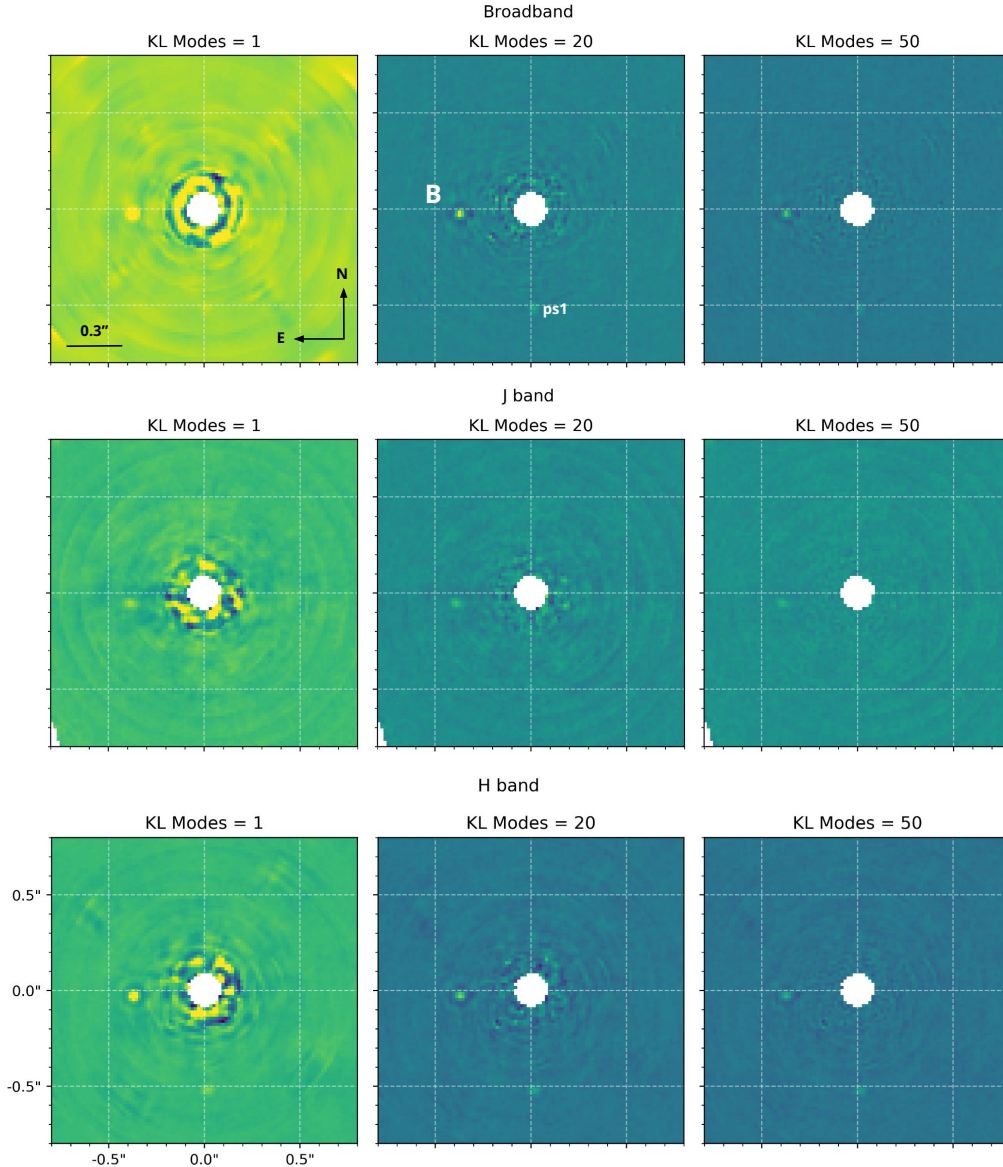 Broadband
KL Modes = 1
KL Modes = 20
KL Modes = 50
B
N
E
0.3”
ps1
J band
KL Modes = 1
KL Modes = 20
KL Modes = 50
H band
KL Modes = 1
KL Modes = 20
KL Modes = 50
0.5"
0.0"
-0.5"
-0.5"
0.0"
0.5"